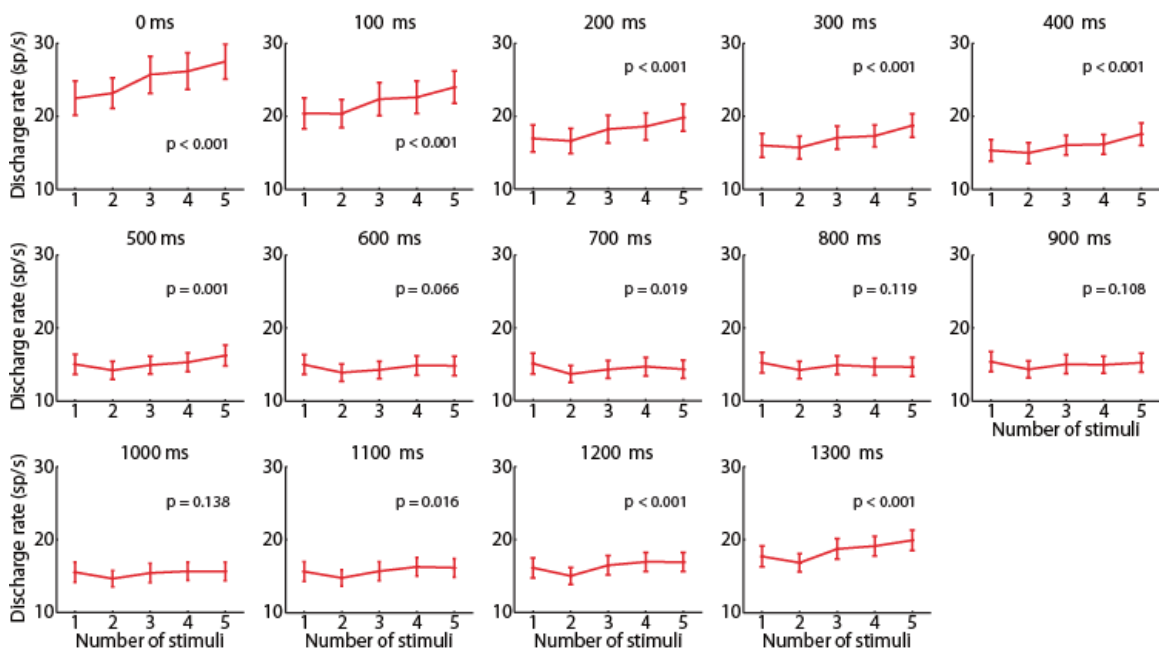 0 ms
100 ms
200 ms
300 ms
400 ms
Discharge rate (sp/s)
30
20
10
p < 0.001
1 2 3 4 5
30
20
10
p < 0.001
1 2 3 4 5
30
20
10
p < 0.001
1 2 3 4 5
30
20
10
p < 0.001
1 2 3 4 5
30
20
10
p < 0.001
1 2 3 4 5
500 ms
600 ms
700 ms
800 ms
900 ms
Discharge rate (sp/s)
30
20
10
p = 0.001
1 2 3 4 5
30
20
10
p = 0.066
1 2 3 4 5
30
20
10
p = 0.019
1 2 3 4 5
30
20
10
p = 0.119
1 2 3 4 5
30
20
10
p = 0.108
1 2 3 4 5
Number of stimuli
1000 ms
1100 ms
1200 ms
1300 ms
Discharge rate (sp/s)
30
20
10
p = 0.138
1 2 3 4 5
Number of stimuli
30
20
10
p = 0.016
1 2 3 4 5
Number of stimuli
30
20
10
p < 0.001
1 2 3 4 5
Number of stimuli
30
20
10
p < 0.001
1 2 3 4 5
Number of stimuli